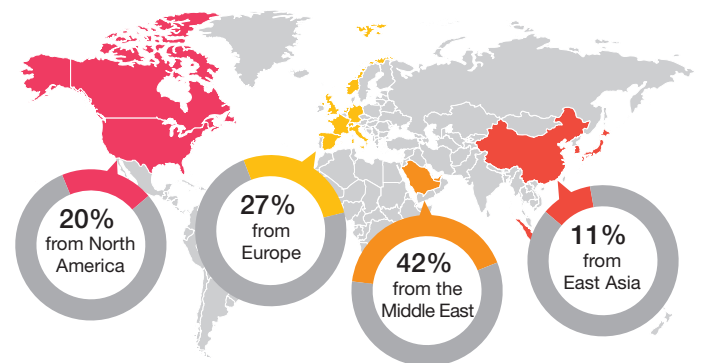 20%
from North
America
27%
from
Europe
42%
from the
Middle East
11%
from
East Asia